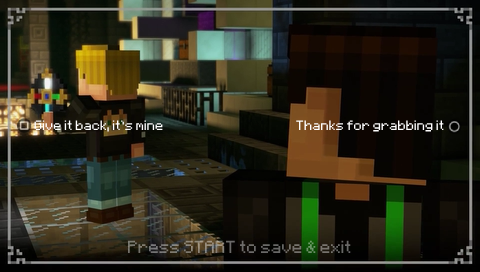 Give it back, it's mine
Thanks for grabbing it
Press START to save & exit